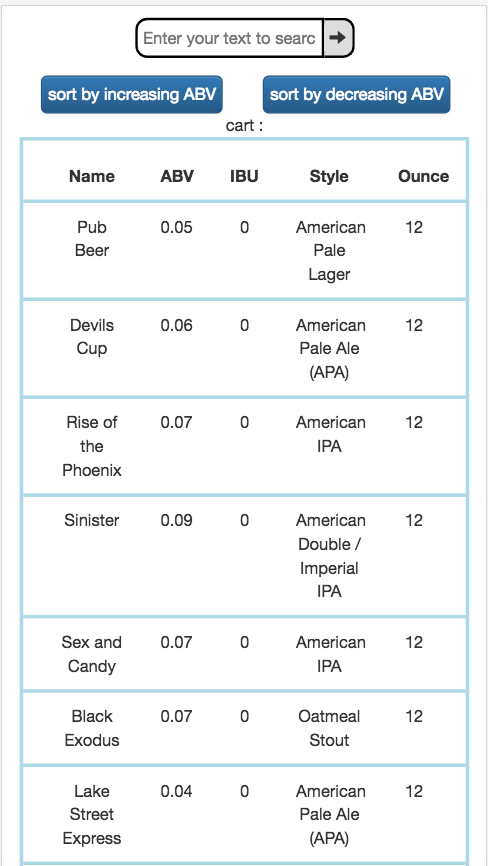 Enter your text to searc
sort by increasing ABV sort by decreasing ABV
cart :
Name ABV IBU Style Ounce
Pub Beer 0.05 0 American Pale Lager 12
Devils Cup 0.06 0 American Pale Ale (APA) 12
Rise of the Phoenix 0.07 0 American IPA 12
Sinister 0.09 0 American Double / Imperial IPA 12
Sex and Candy 0.07 0 American IPA 12
Black Exodus 0.07 0 Oatmeal Stout 12
Lake Street Express 0.04 0 American Pale Ale (APA) 12